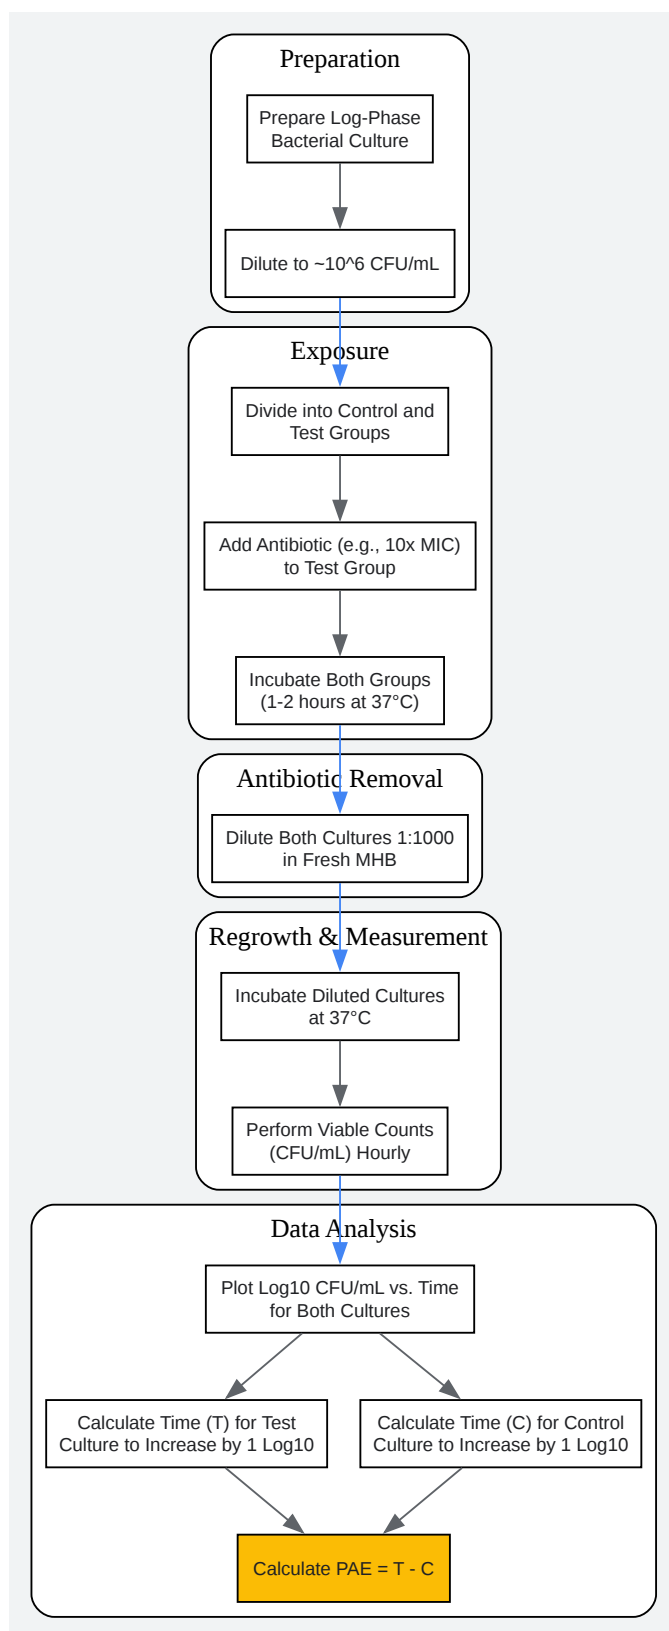 Preparation
Prepare Log-Phase
Bacterial Culture
Dilute to ~10^6 CFU/mL
Exposure
Divide into Control and
Test Groups
Add Antibiotic (e.g., 10x MIC)
to Test Group
Incubate Both Groups
(1-2 hours at 37°C)
Antibiotic Removal
Dilute Both Cultures 1:1000
in Fresh MHB
Regrowth & Measurement
Incubate Diluted Cultures
at 37°C
Perform Viable Counts
(CFU/mL) Hourly
Data Analysis
Plot Log10 CFU/mL vs. Time
for Both Cultures
Calculate Time (T) for Test
Culture to Increase by 1 Log10
Calculate Time (C) for Control
Culture to Increase by 1 Log10
Calculate PAE = T - C